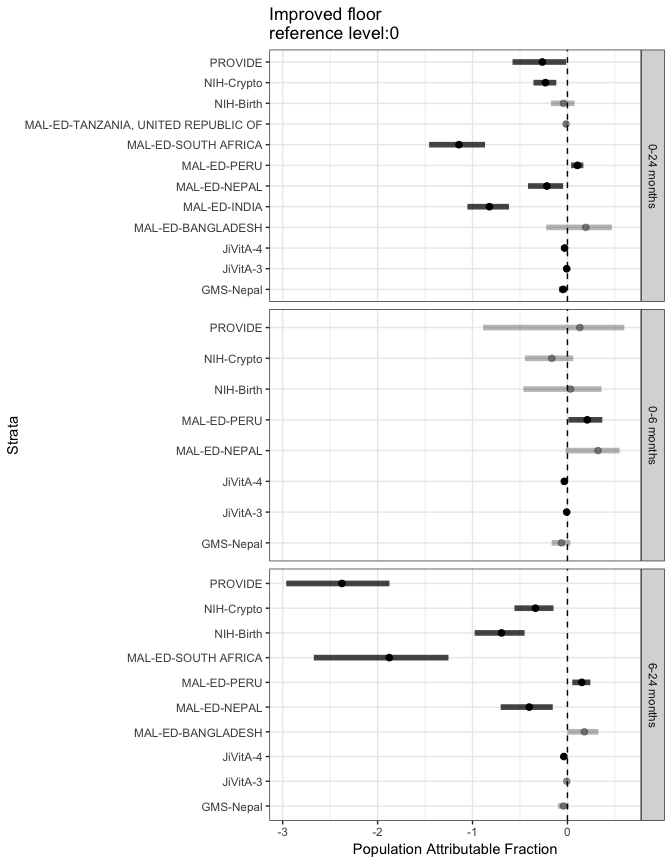 Improved floor
reference level:0
Strata
PROVIDE
NIH-Crypto
NIH-Birth
MAL-ED-TANZANIA, UNITED REPUBLIC OF
MAL-ED-SOUTH AFRICA
MAL-ED-PERU
MAL-ED-NEPAL
MAL-ED-INDIA
MAL-ED-BANGLADESH
JiVitA-4
JiVitA-3
GMS-Nepal
0-24 months
PROVIDE
NIH-Crypto
NIH-Birth
MAL-ED-PERU
MAL-ED-NEPAL
JiVitA-4
JiVitA-3
GMS-Nepal
0-6 months
PROVIDE
NIH-Crypto
NIH-Birth
MAL-ED-SOUTH AFRICA
MAL-ED-PERU
MAL-ED-NEPAL
MAL-ED-BANGLADESH
JiVitA-4
JiVitA-3
GMS-Nepal
6-24 months
-3 -2 -1 0
Population Attributable Fraction